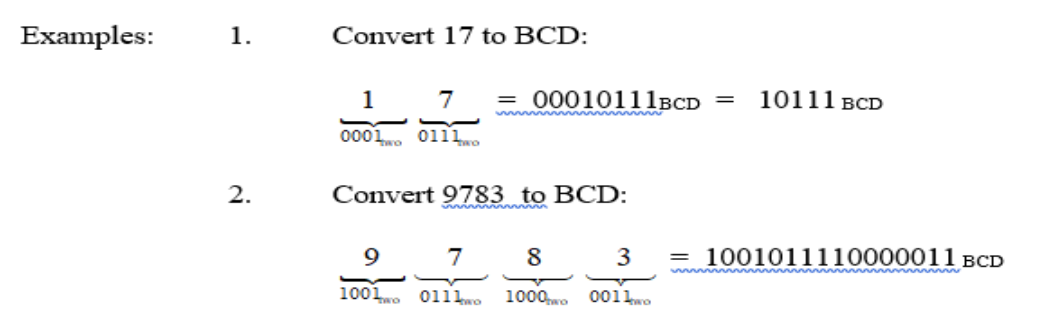 Examples: 1. Convert 17 to BCD:
1 7 = 00010111BCD = 10111 BCD
0001two 0111two
2. Convert 9783 to BCD:
9 7 8 3 = 1001011110000011 BCD
1001two 0111two 1000two 0011two